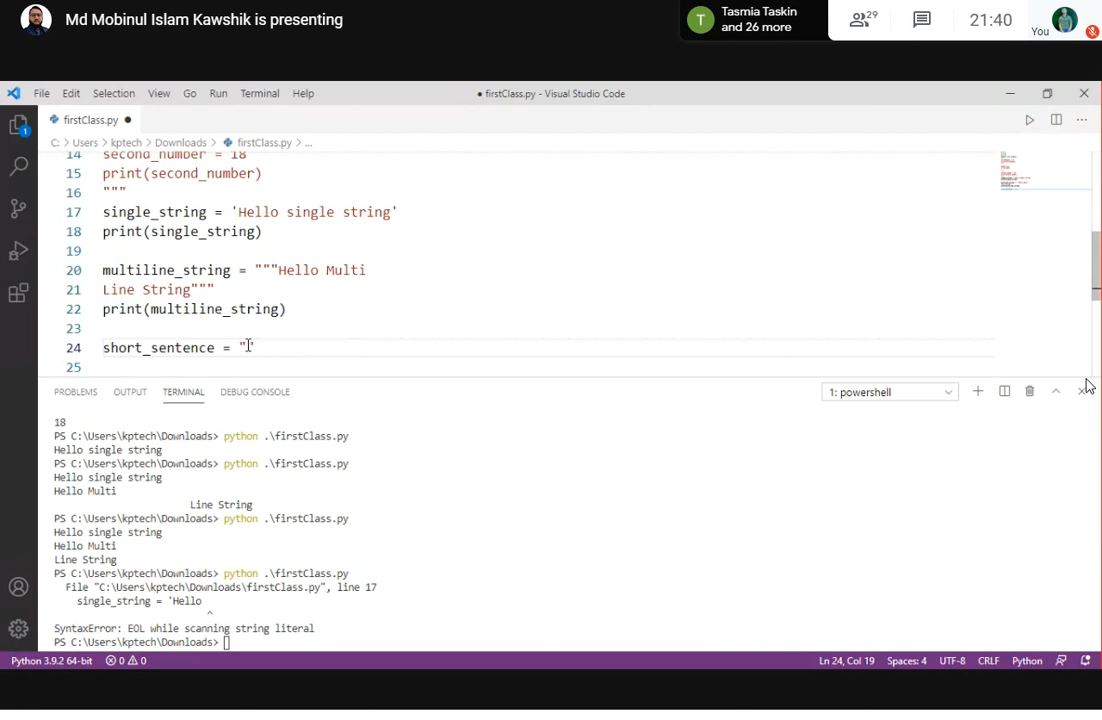 Md Mobinul Islam Kawshik is presenting
T
Tasmia Taskin
and 26 more
29
21:40
You
File Edit Selection View Go Run Terminal Help
● firstClass.py - Visual Studio Code
firstClass.py ●
C: > Users > kptech > Downloads > firstClass.py > ...
14 second_number = 18
15 print(second_number)
16 """
17 single_string = 'Hello single string'
18 print(single_string)
19
20 multiline_string = """Hello Multi
21 Line String"""
22 print(multiline_string)
23
24 short_sentence = ""
25
1
PROBLEMS OUTPUT TERMINAL DEBUG CONSOLE
1: powershell
18
PS C:\Users\kptech\Downloads> python .\firstClass.py
Hello single string
PS C:\Users\kptech\Downloads> python .\firstClass.py
Hello single string
Hello Multi
Line String
PS C:\Users\kptech\Downloads> python .\firstClass.py
Hello single string
Hello Multi
Line String
PS C:\Users\kptech\Downloads> python .\firstClass.py
File "C:\Users\kptech\Downloads\firstClass.py", line 17
single_string = 'Hello
^
SyntaxError: EOL while scanning string literal
PS C:\Users\kptech\Downloads>
Python 3.9.2 64-bit 0 0 Ln 24, Col 19 Spaces: 4 UTF-8 CRLF Python